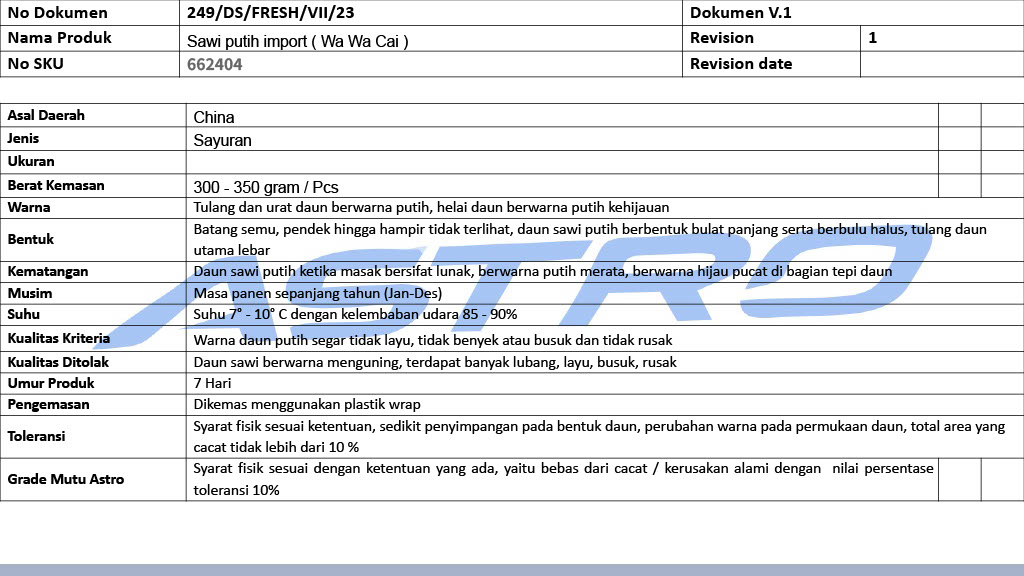 No Dokumen 249/DS/FRESH/VII/23 Dokumen V.1
Nama Produk Sawi putih import ( Wa Wa Cai ) Revision 1
No SKU 662404 Revision date
Asal Daerah China
Jenis Sayuran
Ukuran
Berat Kemasan 300 - 350 gram / Pcs
Warna Tulang dan urat daun berwarna putih, helai daun berwarna putih kehijauan
Bentuk Batang semu, pendek hingga hampir tidak terlihat, daun sawi putih berbentuk bulat panjang serta berbulu halus, tulang daun
utama lebar
Kematangan Daun sawi putih ketika masak bersifat lunak, berwarna putih merata, berwarna hijau pucat di bagian tepi daun
Musim Masa panen sepanjang tahun (Jan-Des)
Suhu Suhu 7° - 10° C dengan kelembaban udara 85 - 90%
Kualitas Kriteria Warna daun putih segar tidak layu, tidak benyek atau busuk dan tidak rusak
Kualitas Ditolak Daun sawi berwarna menguning, terdapat banyak lubang, layu, busuk, rusak
Umur Produk 7 Hari
Pengemasan Dikemas menggunakan plastik wrap
Toleransi Syarat fisik sesuai ketentuan, sedikit penyimpangan pada bentuk daun, perubahan warna pada permukaan daun, total area yang
cacat tidak lebih dari 10 %
Grade Mutu Astro Syarat fisik sesuai dengan ketentuan yang ada, yaitu bebas dari cacat / kerusakan alami dengan nilai persentase
toleransi 10%
ASTRO